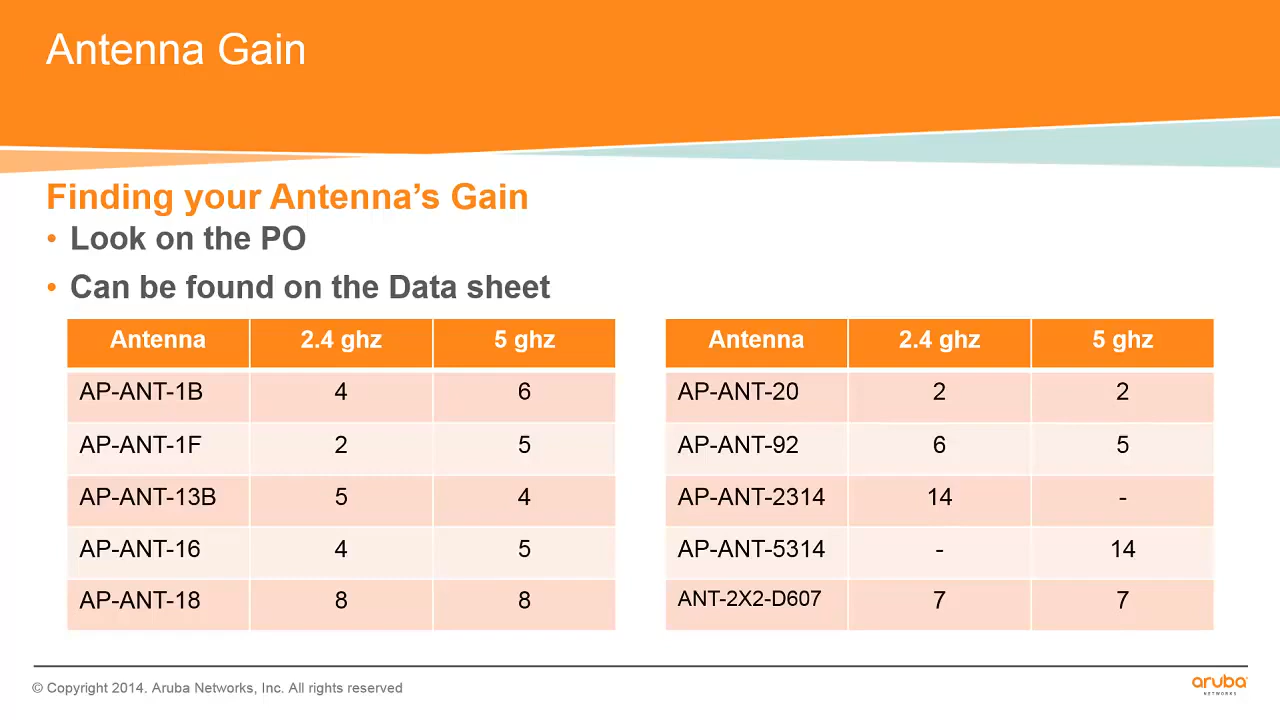 Antenna Gain
Finding your Antenna’s Gain
• Look on the PO
• Can be found on the Data sheet
Antenna 2.4 ghz 5 ghz
AP-ANT-1B 4 6
AP-ANT-1F 2 5
AP-ANT-13B 5 4
AP-ANT-16 4 5
AP-ANT-18 8 8
Antenna 2.4 ghz 5 ghz
AP-ANT-20 2 2
AP-ANT-92 6 5
AP-ANT-2314 14 -
AP-ANT-5314 - 14
ANT-2X2-D607 7 7
© Copyright 2014. Aruba Networks, Inc. All rights reserved
aruba
NETWORKS